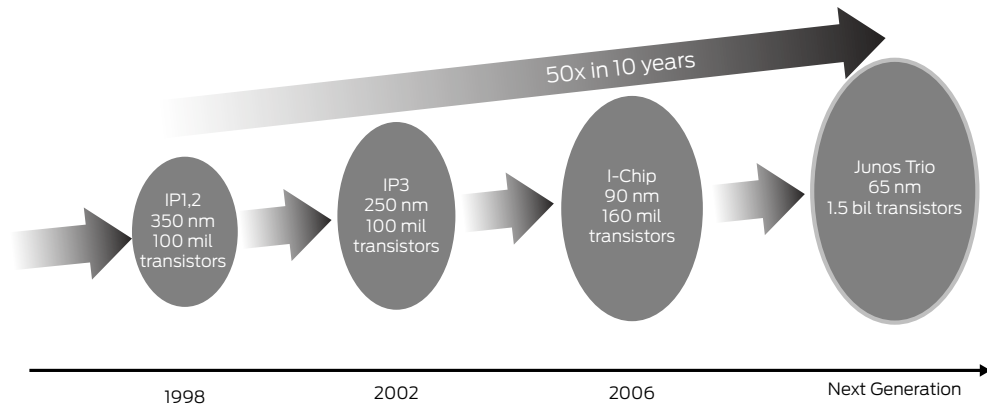 50x in 10 years
IP1,2
350 nm
100 mil
transistors
IP3
250 nm
100 mil
transistors
I-Chip
90 nm
160 mil
transistors
Junos Trio
65 nm
1.5 bil transistors
1998
2002
2006
Next Generation